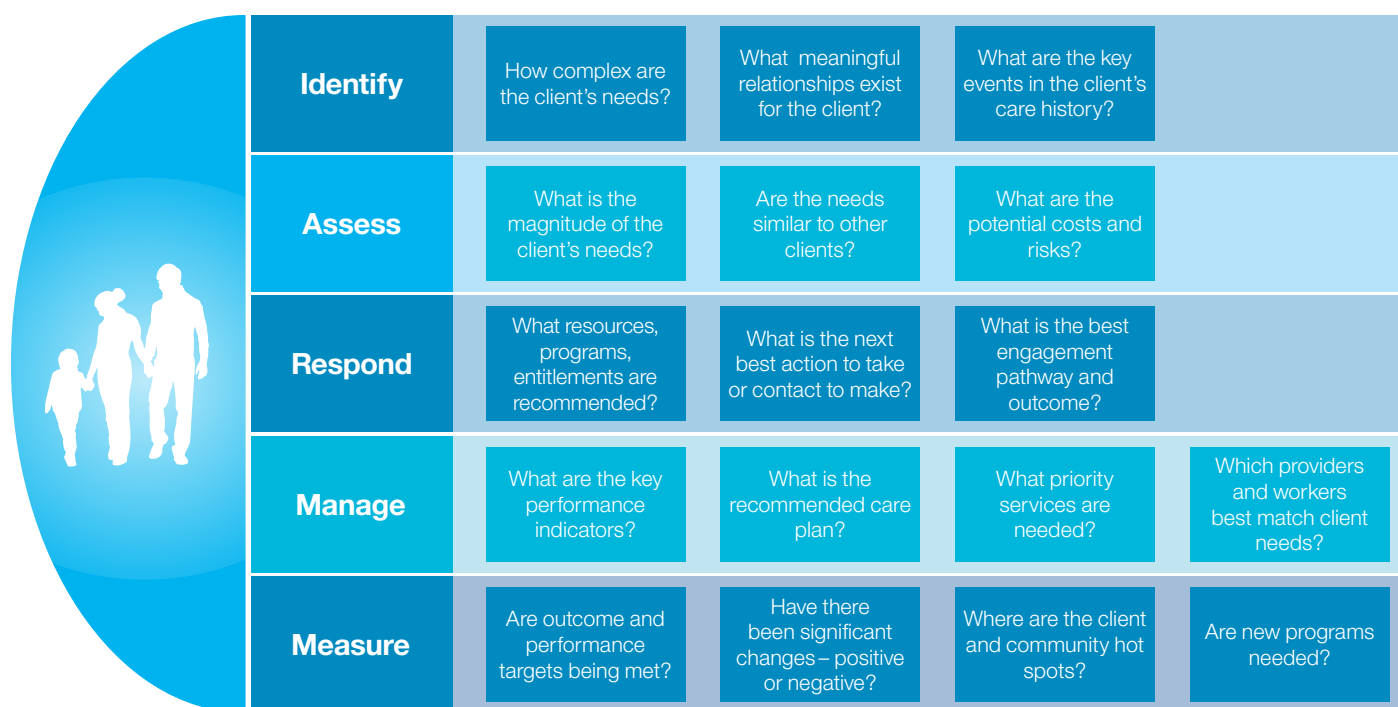 Identify
How complex are
the client's needs?
What meaningful
relationships exist
for the client?
What are the key
events in the client's
care history?
Assess
What is the
magnitude of the
client's needs?
Are the needs
similar to other
clients?
What are the
potential costs and
risks?
Respond
What resources,
programs,
entitlements are
recommended?
What is the next
best action to take
or contact to make?
What is the best
engagement
pathway and
outcome?
Manage
What are the key
performance
indicators?
What is the
recommended care
plan?
What priority
services are
needed?
Which providers
and workers
best match client
needs?
Measure
Are outcome and
performance
targets being met?
Have there
been significant
changes – positive
or negative?
Where are the client
and community hot
spots?
Are new programs
needed?